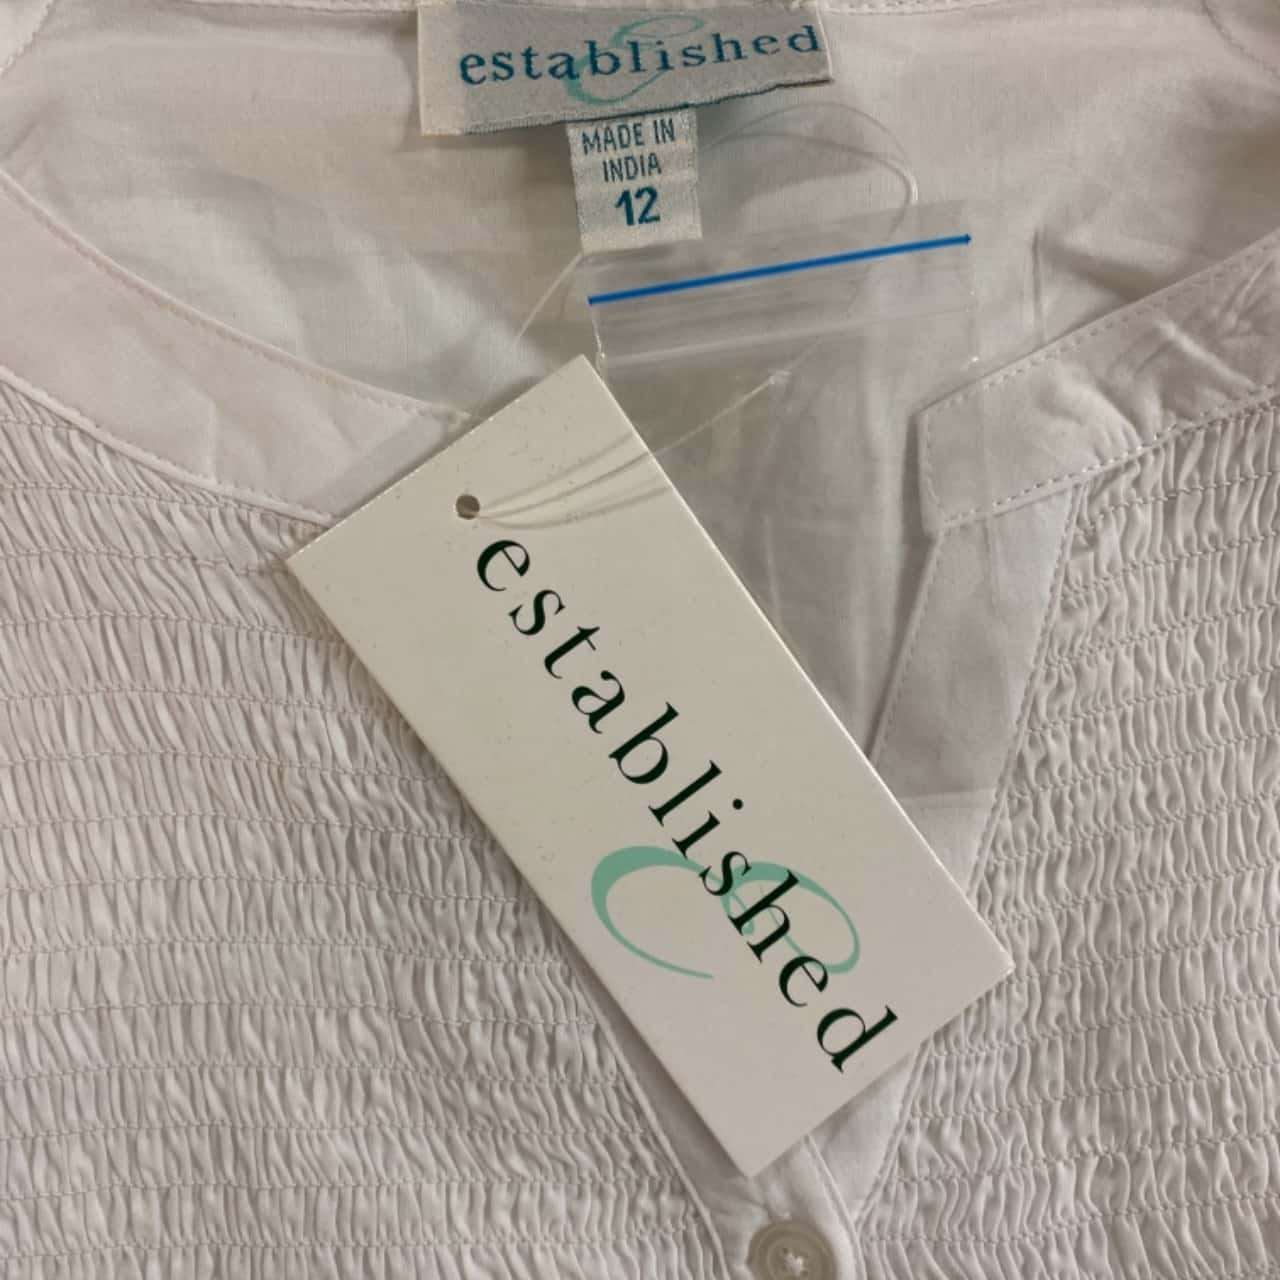 established
MADE IN
INDIA
12
established